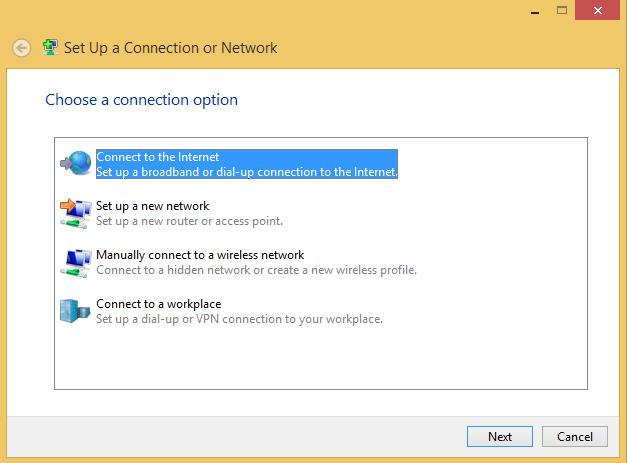 Set Up a Connection or Network
Choose a connection option
Connect to the Internet
Set up a broadband or dial-up connection to the Internet.
Set up a new network
Set up a new router or access point.
Manually connect to a wireless network
Connect to a hidden network or create a new wireless profile.
Connect to a workplace
Set up a dial-up or VPN connection to your workplace.
Next Cancel